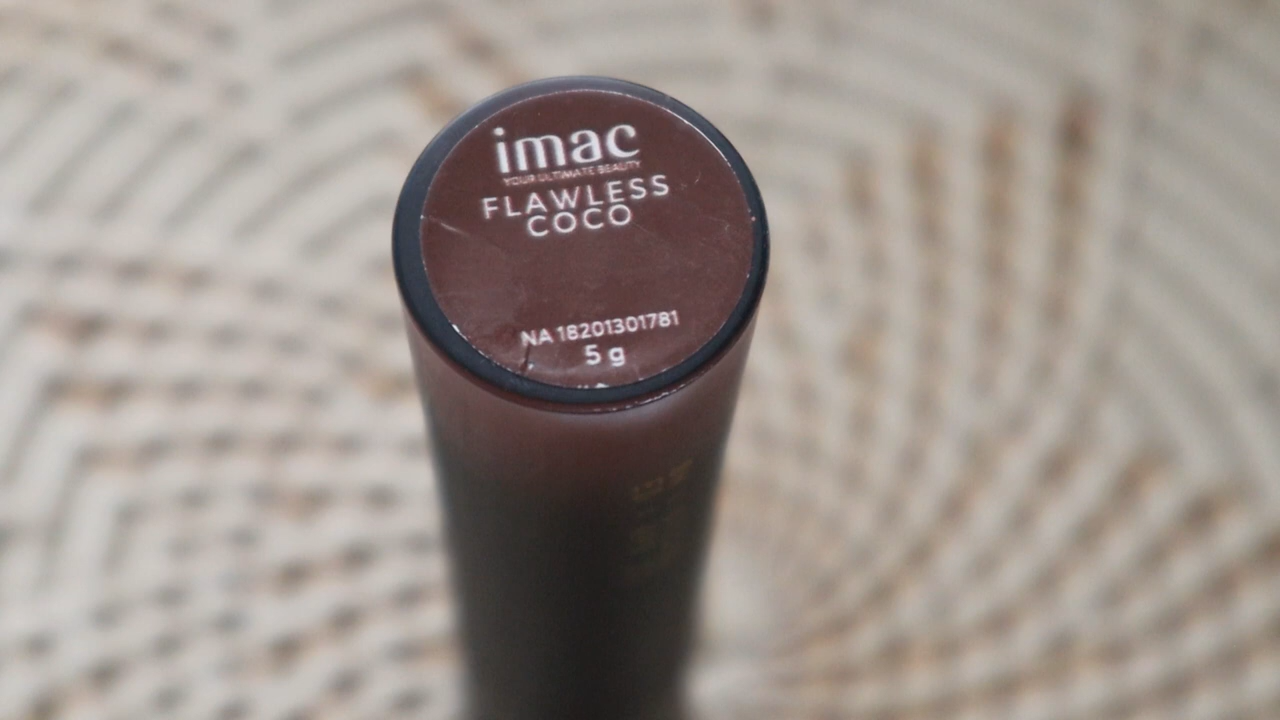 imac
YOUR ULTIMATE BEAUTY
FLAWLESS
COCO
NA 18201301781
5 g